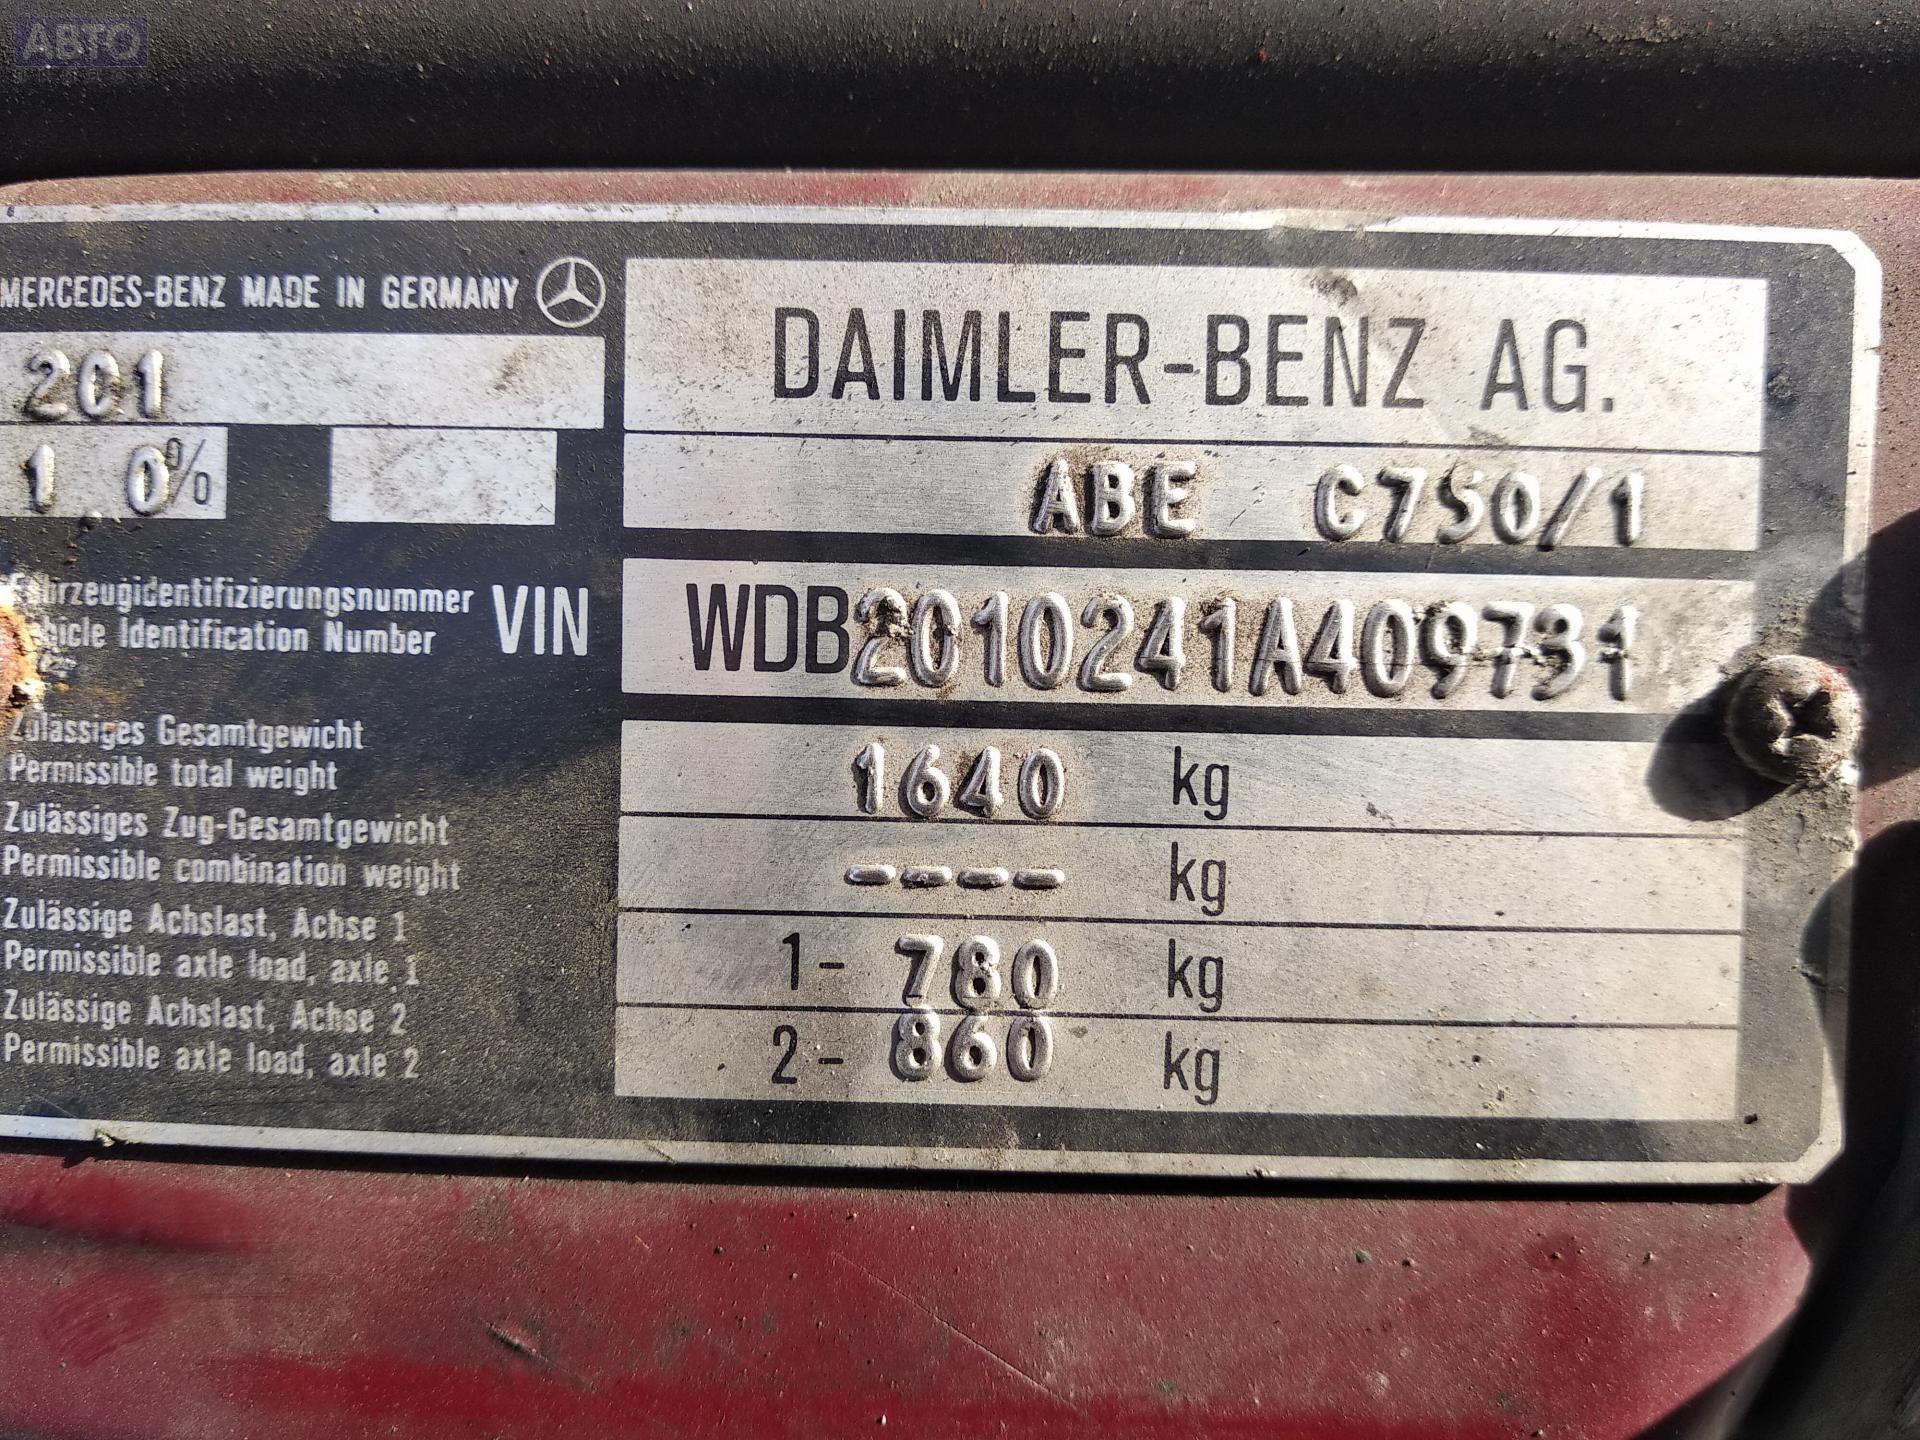 АВТО
MERCEDES-BENZ MADE IN GERMANY
DAIMLER-BENZ AG.
201
10%
ABE C750/1
Fahrzeugidentifizierungsnummer
Vehicle Identification Number
VIN
WDB2010241A409731
Zulässiges Gesamtgewicht
Permissible total weight
1640 kg
Zulässiges Zug-Gesamtgewicht
Permissible combination weight
---- kg
Zulässige Achslast, Achse 1
Permissible axle load, axle 1
1- 780 kg
Zulässige Achslast, Achse 2
Permissible axle load, axle 2
2- 860 kg